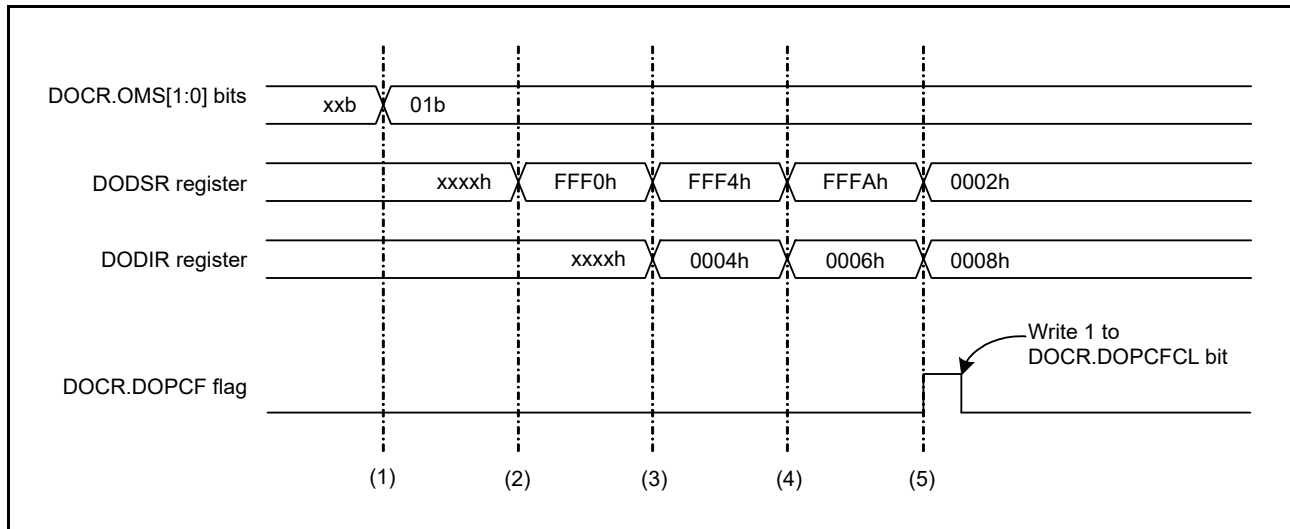 DOCR.OMS[1:0] bits
xxb 01b
DODSR register
xxxxh FFF0h FFF4h FFFAh 0002h
DODIR register
xxxxh 0004h 0006h 0008h
Write 1 to
DOCR.DOPCFCL bit
DOCR.DOPCF flag
(1) (2) (3) (4) (5)